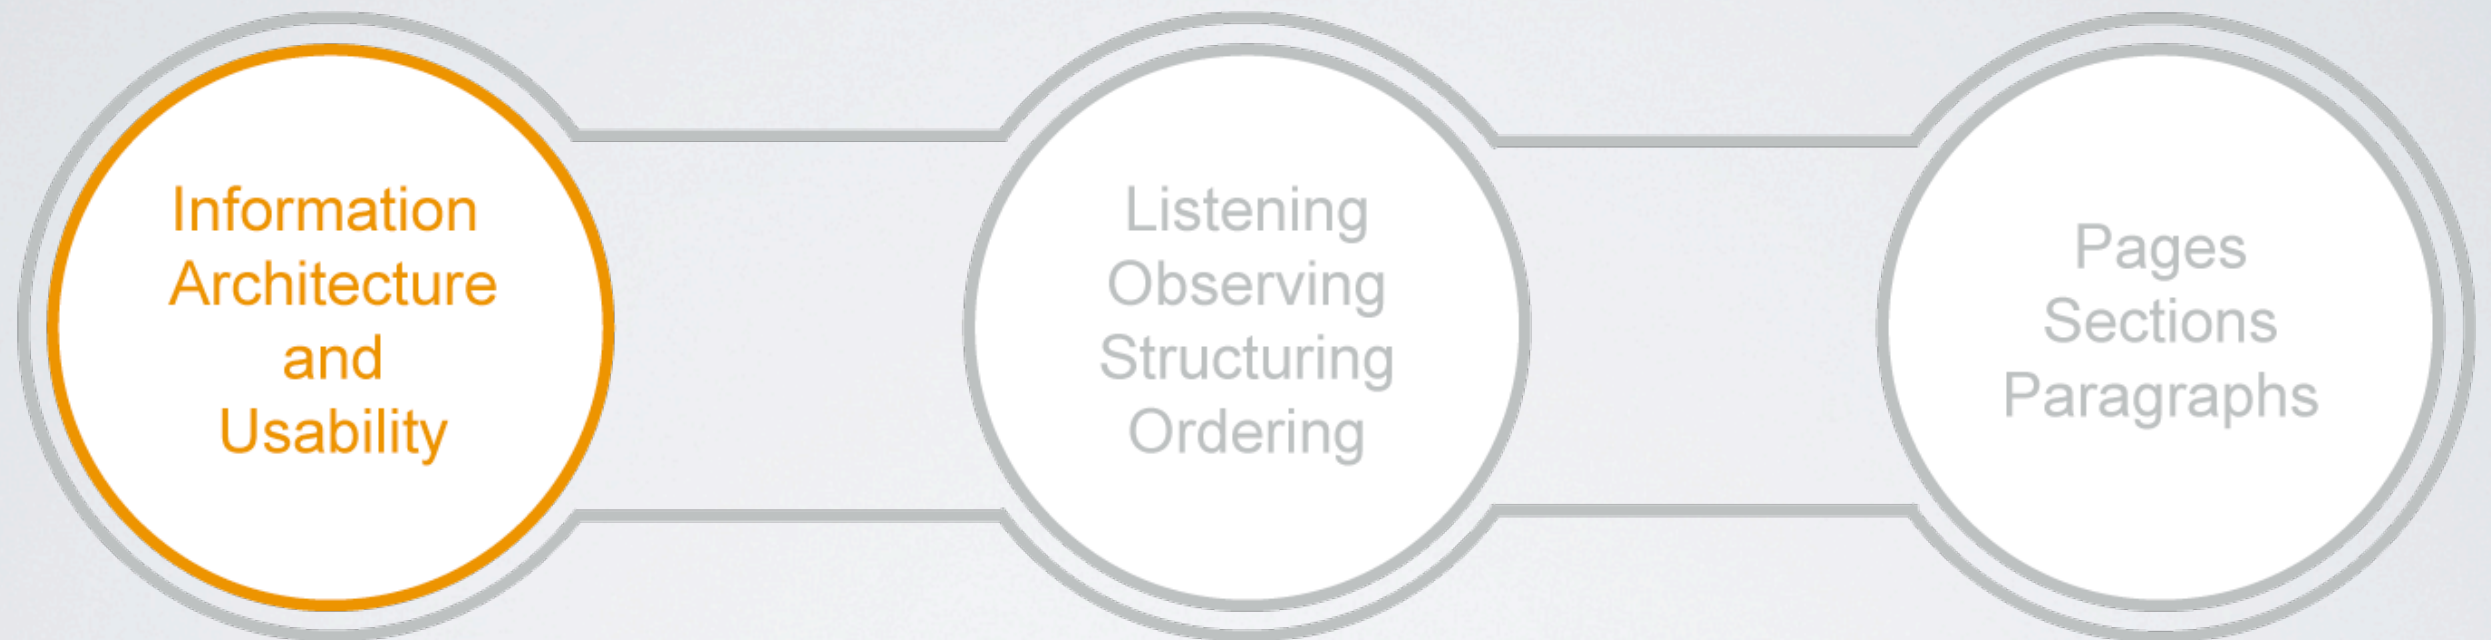 Information
Architecture
and
Usability
Listening
Observing
Structuring
Ordering
Pages
Sections
Paragraphs